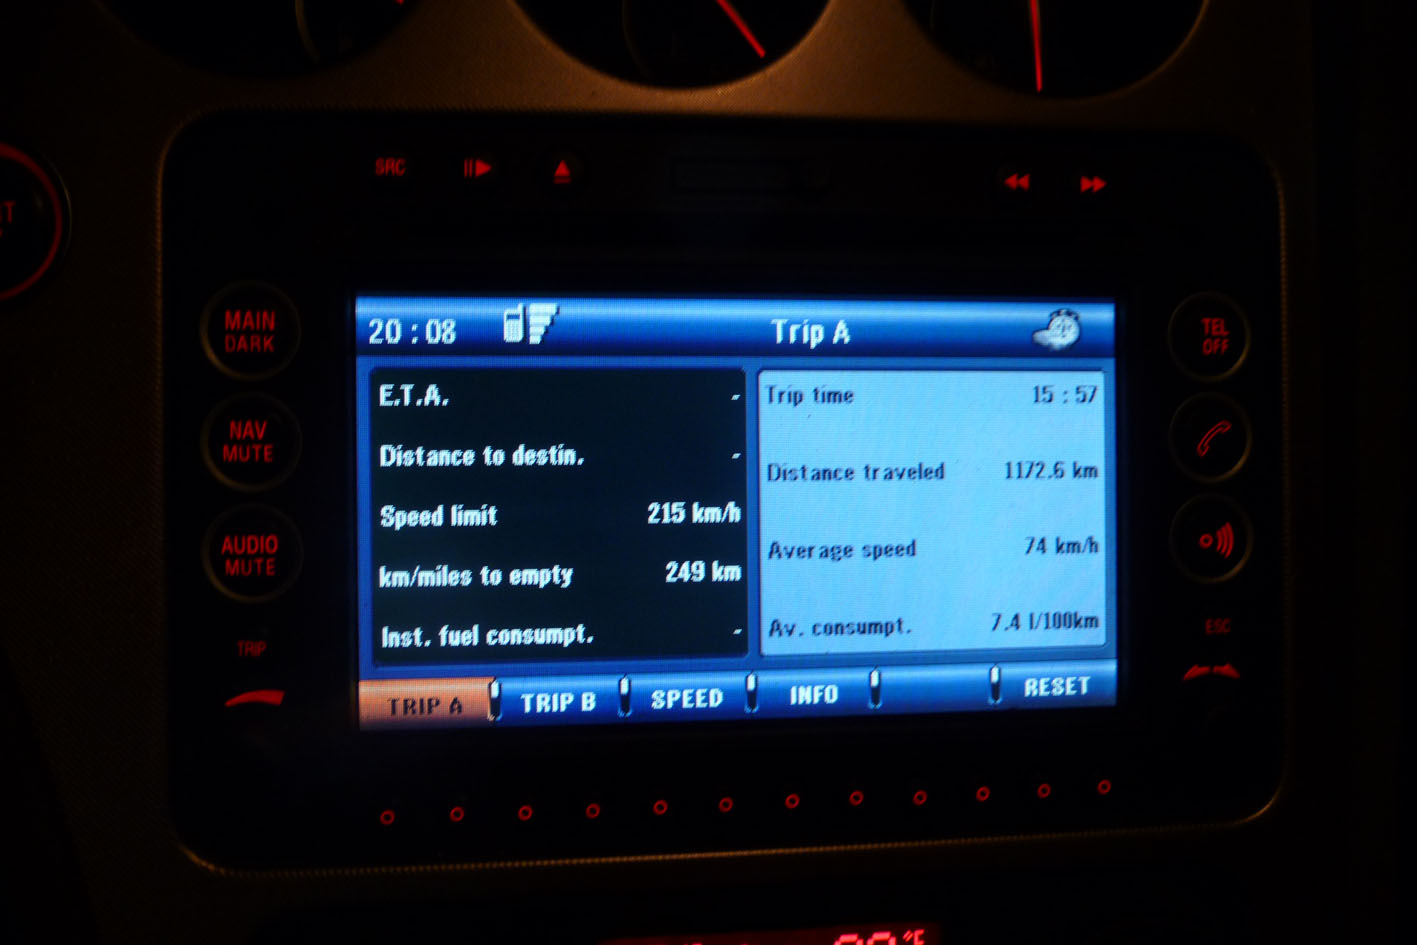 SRC
MAIN
DARK
NAV
MUTE
AUDIO
MUTE
TRIP
20 : 08
Trip A
E.T.A. -
Distance to destin. -
Speed limit 215 km/h
km/miles to empty 249 km
Inst. fuel consumpt. -
Trip time 15 : 57
Distance traveled 1172.6 km
Average speed 74 km/h
Av. consumpt. 7.4 l/100km
TRIP A TRIP B SPEED INFO RESET
TEL
OFF
ESC
°F